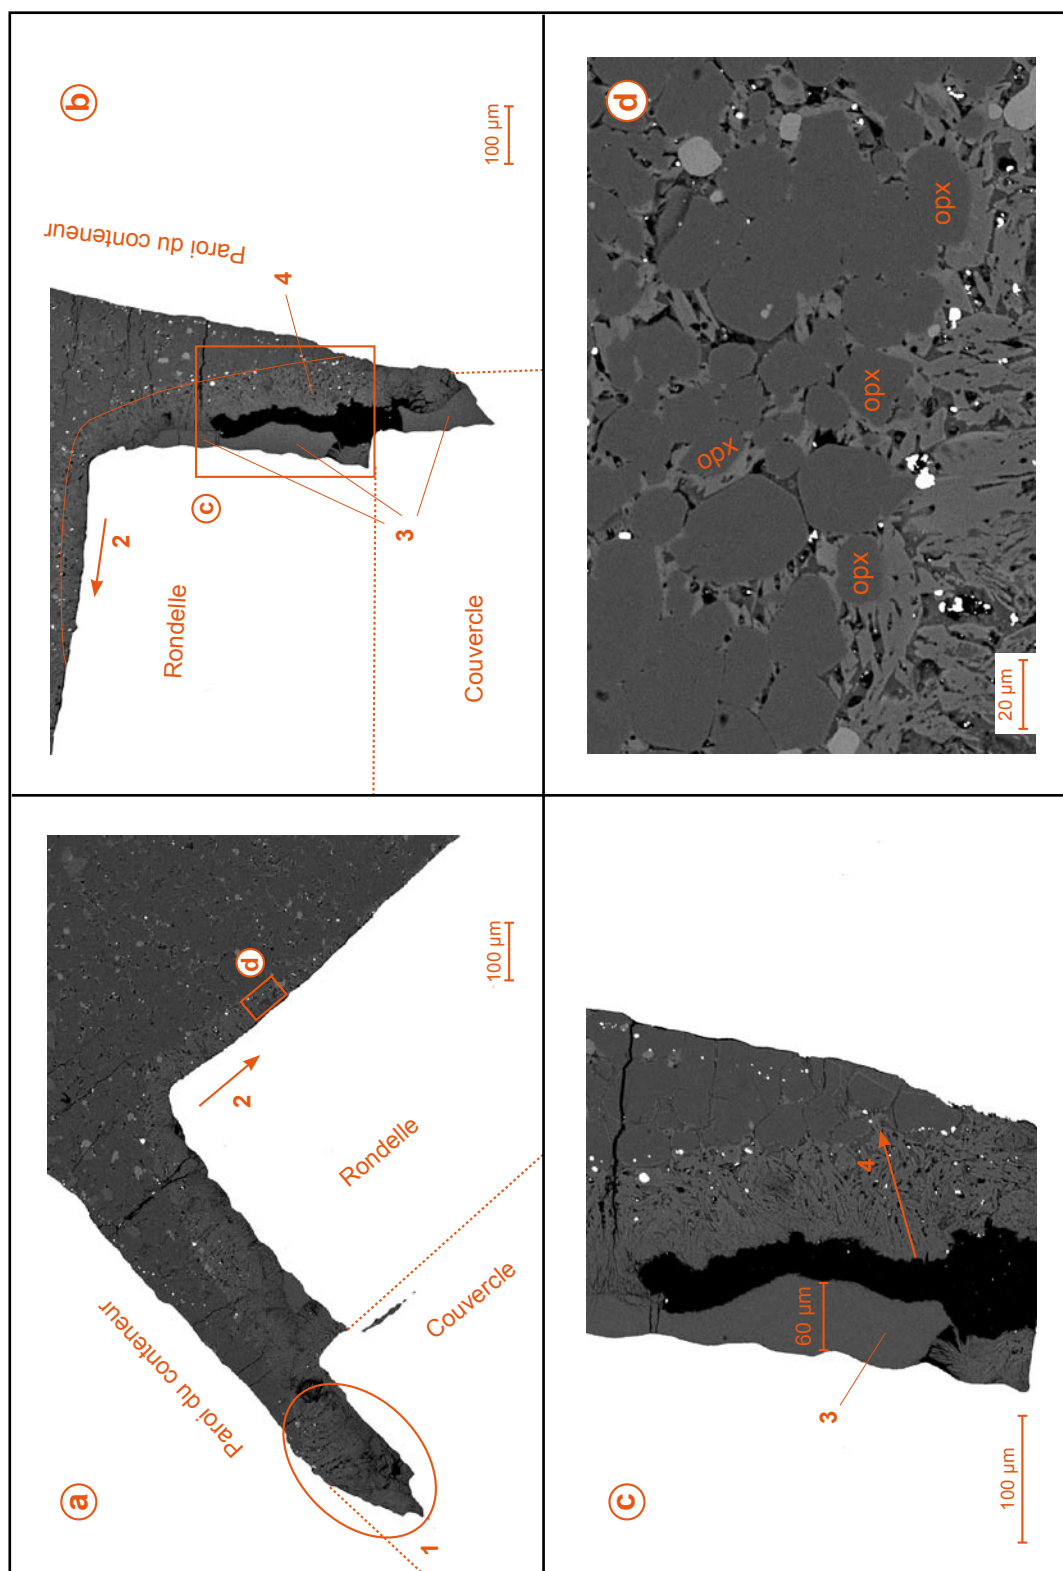 a
Paroi du conteneur
1
2
Rondelle
Couvercle
d
100 µm
b
Paroi du conteneur
4
2
c
3
Rondelle
Couvercle
100 µm
c
3
60 µm
4
100 µm
d
opx
opx
opx
opx
20 µm